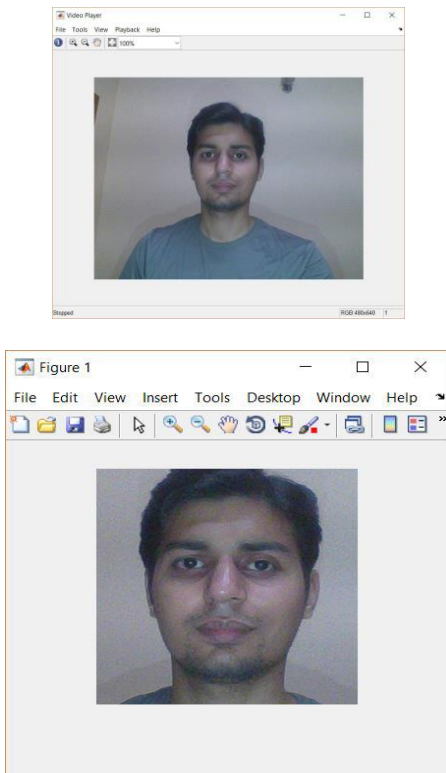 Video Player
File Tools View Playback Help
100%
Stopped RGB:480x640 1
Figure 1
File Edit View Insert Tools Desktop Window Help